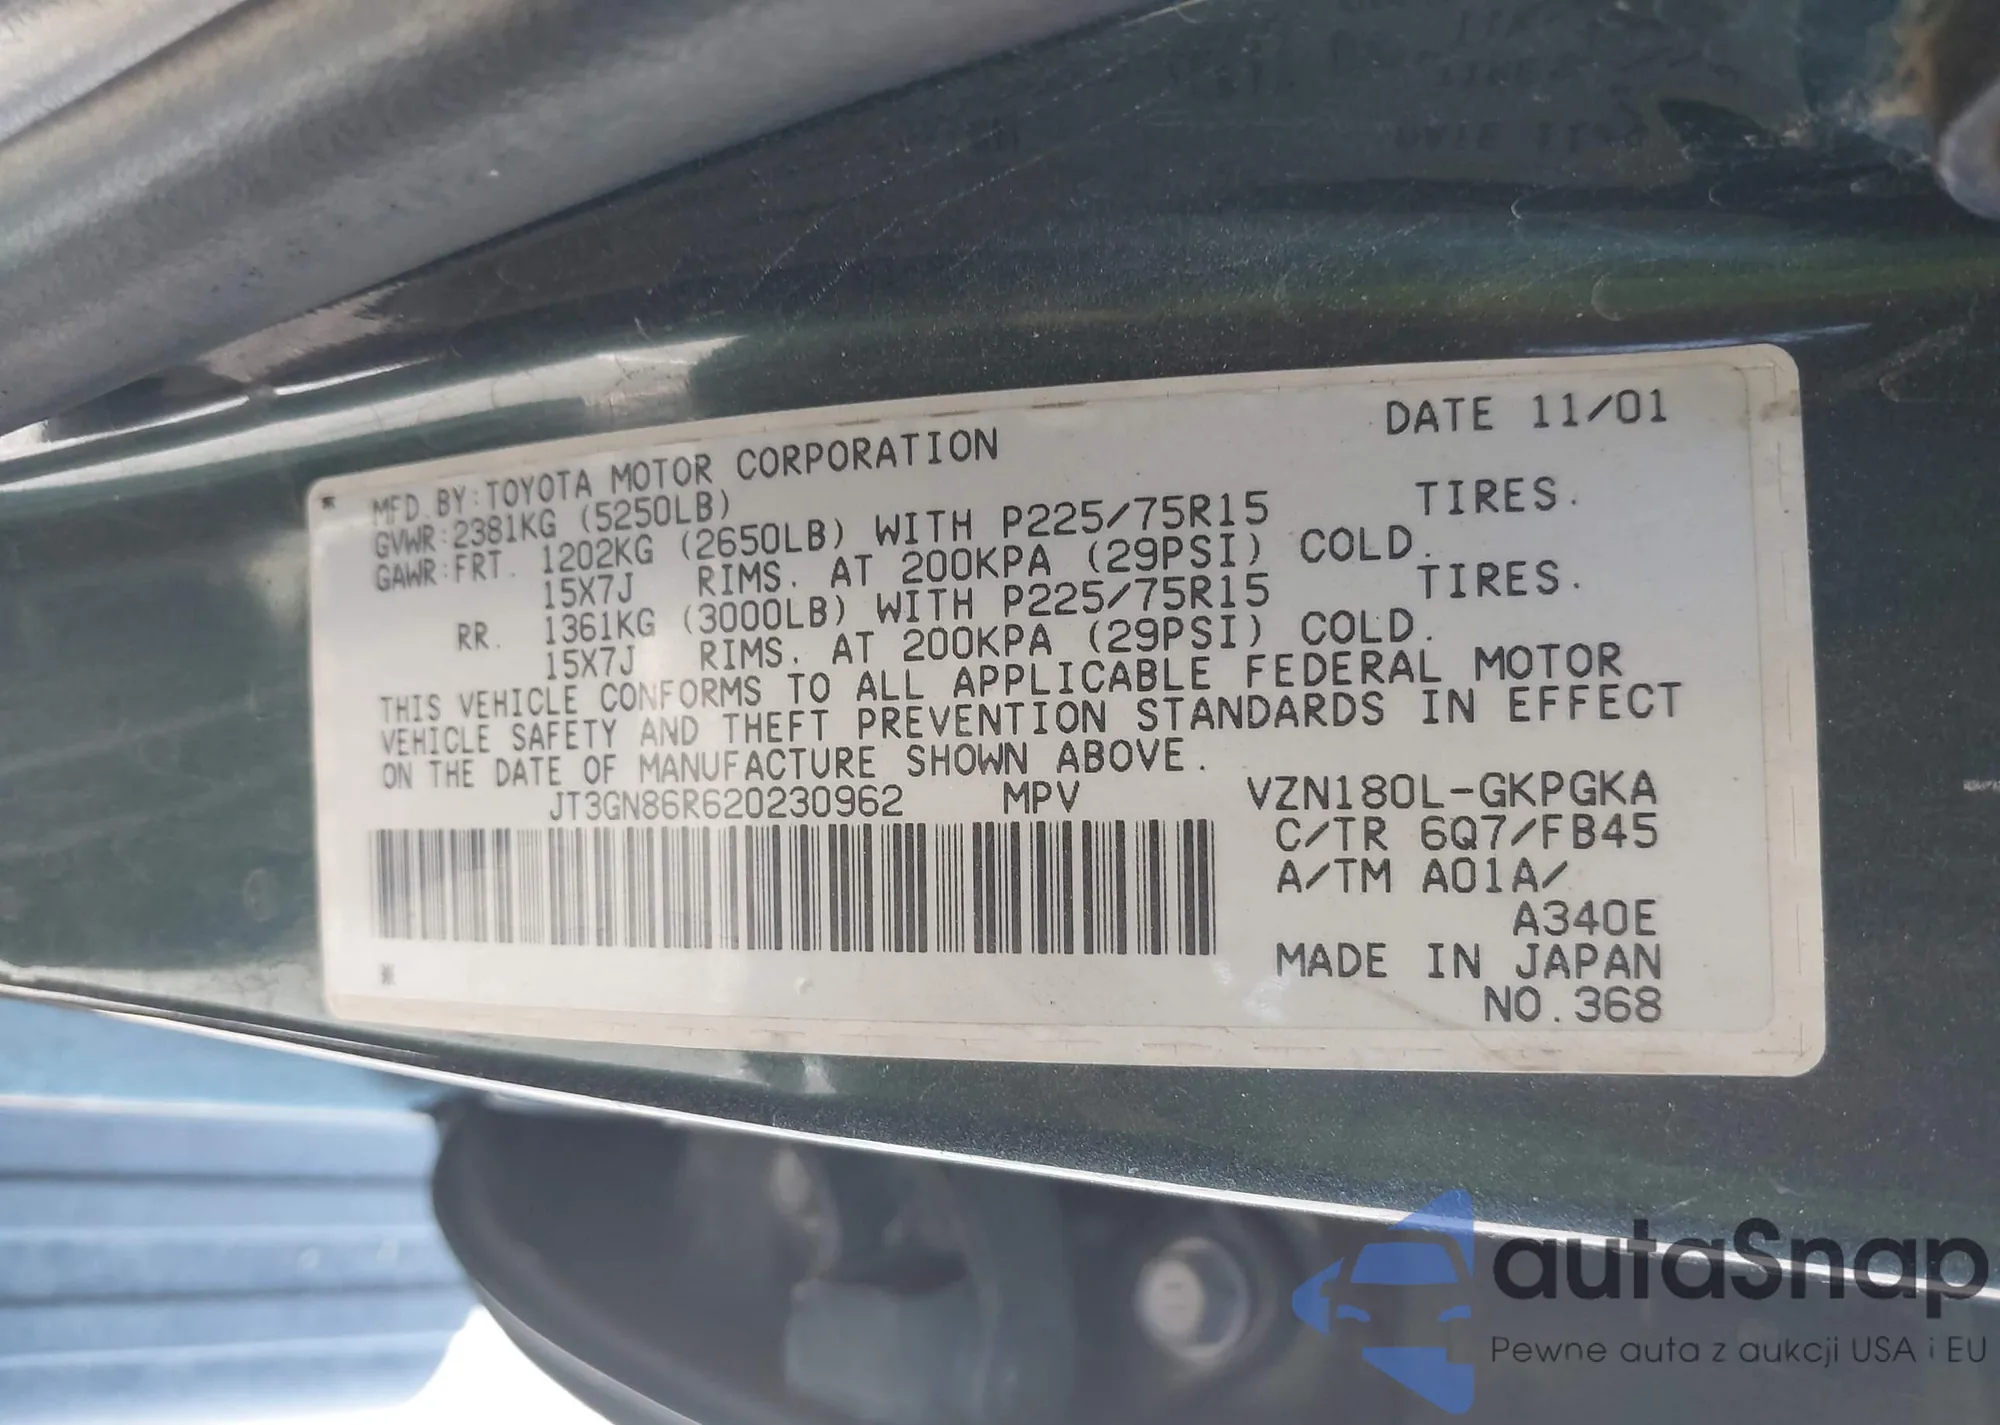 DATE 11/01
MFD. BY:TOYOTA MOTOR CORPORATION
GVWR:2381KG (5250LB)
GAWR:FRT. 1202KG (2650LB) WITH P225/75R15 TIRES.
15X7J RIMS. AT 200KPA (29PSI) COLD.
RR. 1361KG (3000LB) WITH P225/75R15 TIRES.
15X7J RIMS. AT 200KPA (29PSI) COLD.
THIS VEHICLE CONFORMS TO ALL APPLICABLE FEDERAL MOTOR
VEHICLE SAFETY AND THEFT PREVENTION STANDARDS IN EFFECT
ON THE DATE OF MANUFACTURE SHOWN ABOVE.
JT3GN86R620230962 MPV VZN180L-GKPGKA
C/TR 6Q7/FB45
A/TM A01A/
A340E
MADE IN JAPAN
NO.368
autaSnap
Pewne auta z aukcji USA i EU